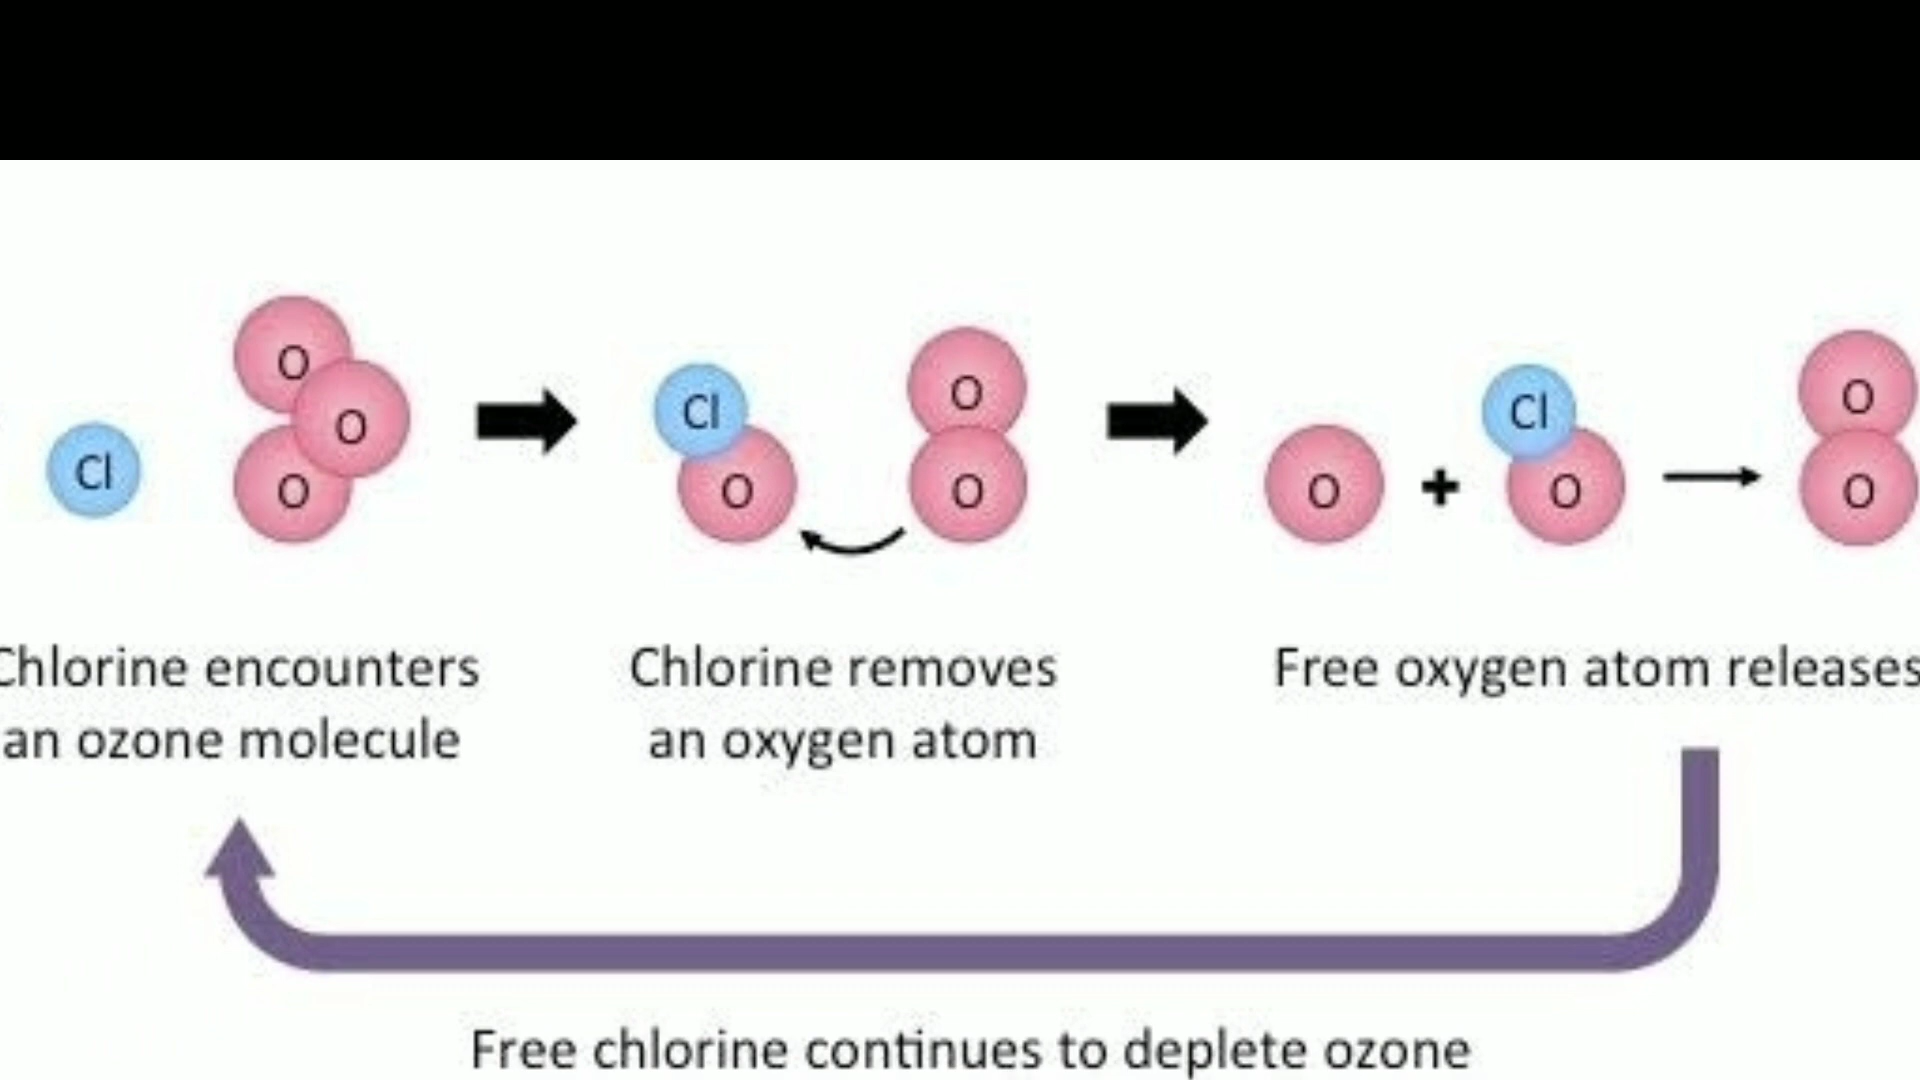 Cl
O
O
O
Cl
O
O
O
O
+
Cl
O
O
O
Chlorine encounters
an ozone molecule
Chlorine removes
an oxygen atom
Free oxygen atom releases
Free chlorine continues to deplete ozone